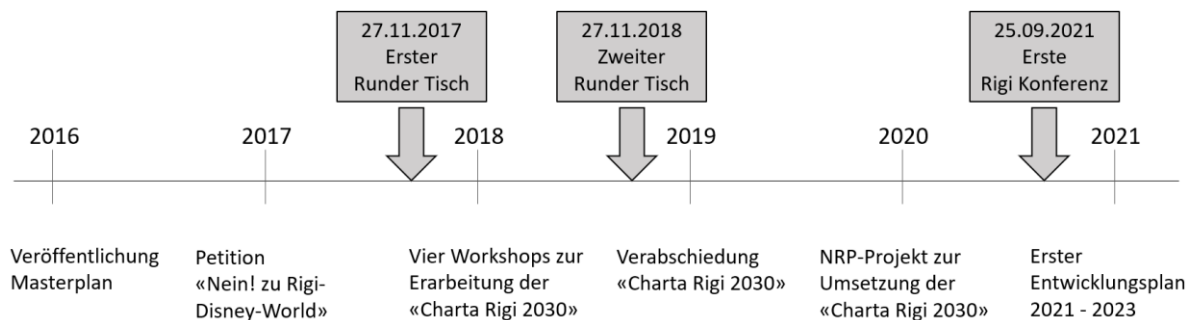 27.11.2017
Erster
Runder Tisch
27.11.2018
Zweiter
Runder Tisch
25.09.2021
Erste
Rigi Konferenz
2016
2017
2018
2019
2020
2021
Veröffentlichung
Masterplan
Petition
«Nein! zu Rigi-
Disney-World»
Vier Workshops zur
Erarbeitung der
«Charta Rigi 2030»
Verabschiedung
«Charta Rigi 2030»
NRP-Projekt zur
Umsetzung der
«Charta Rigi 2030»
Erster
Entwicklungsplan
2021 - 2023